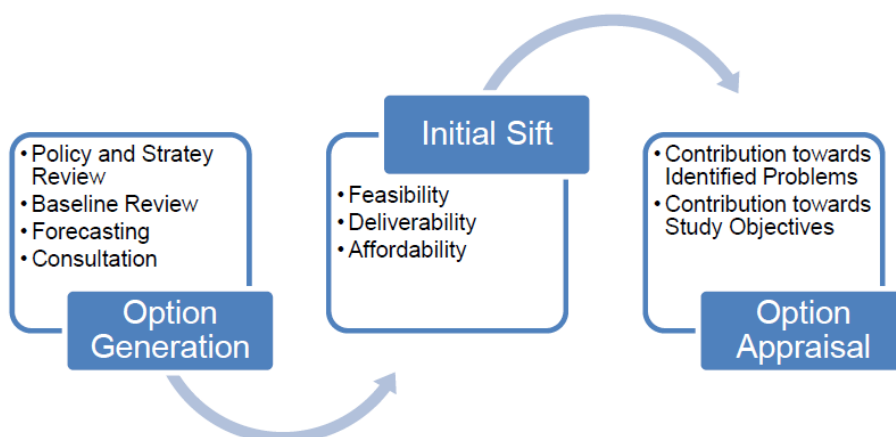 • Policy and Stratey
Review
• Baseline Review
• Forecasting
• Consultation
Option
Generation
Initial Sift
• Feasibility
• Deliverability
• Affordability
• Contribution towards
Identified Problems
• Contribution towards
Study Objectives
Option
Appraisal